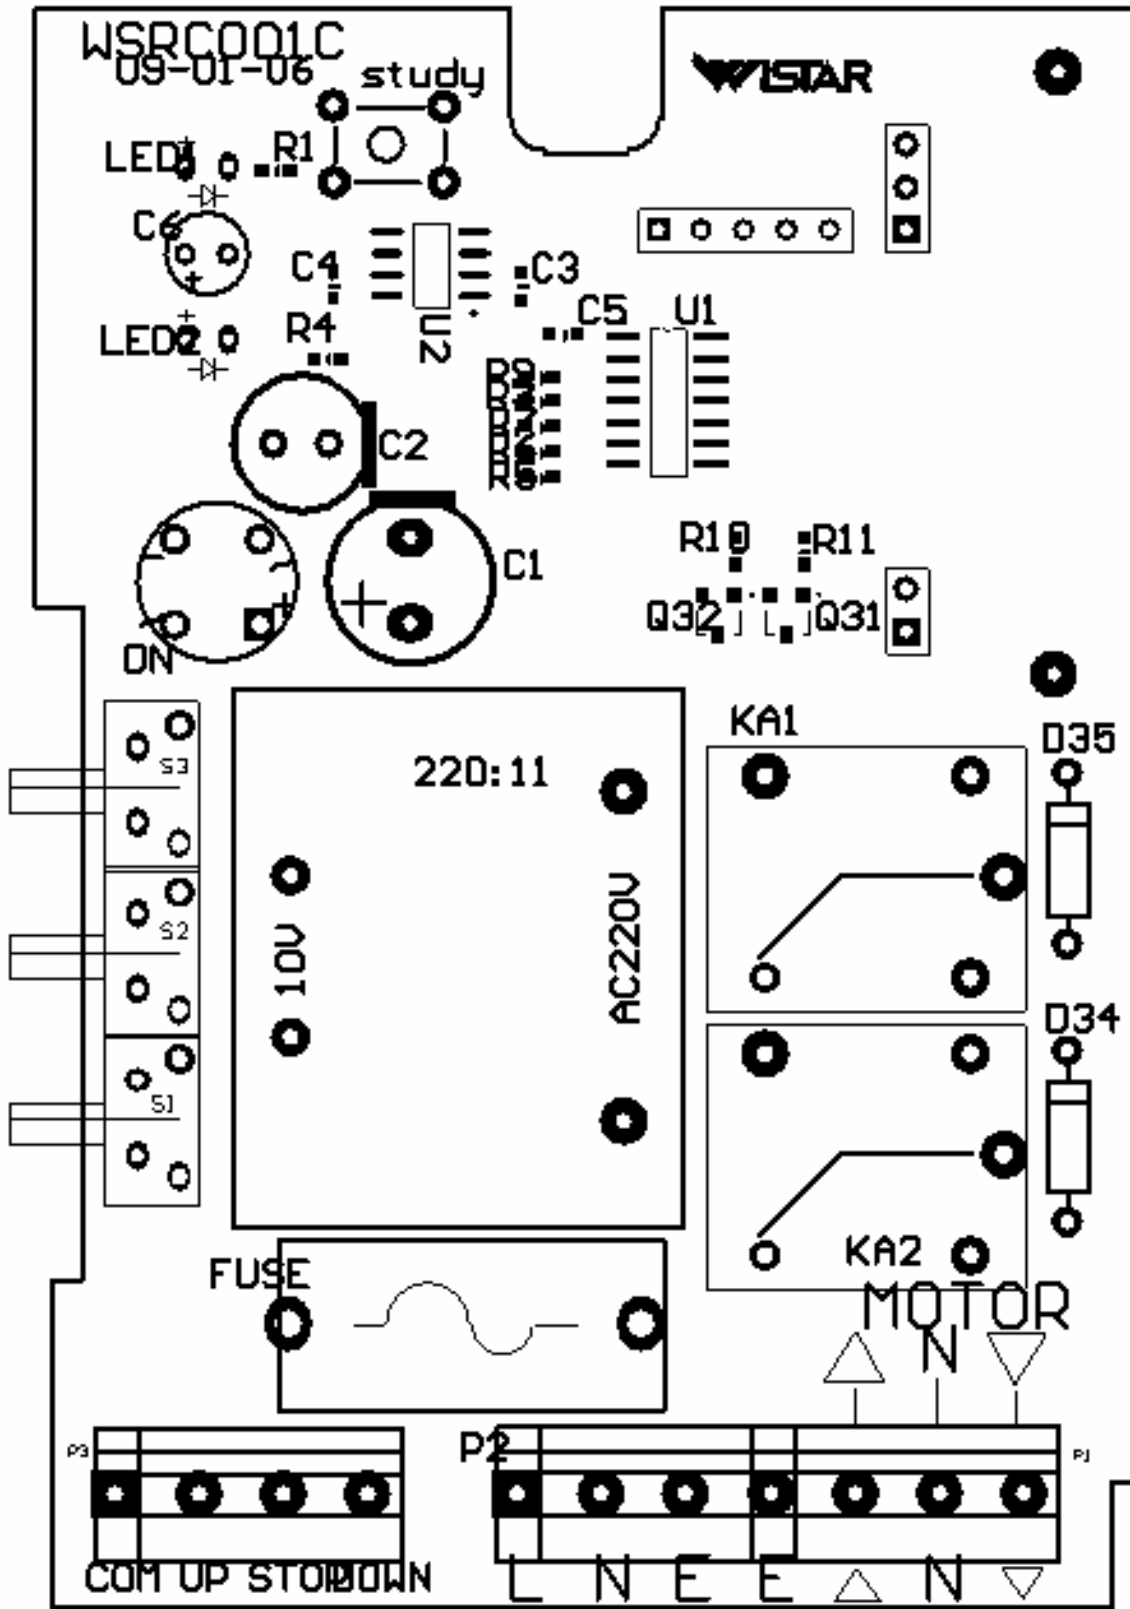 WSRC001C
09-01-06
study
WISTAR
LED1
R1
C6
C4
C3
C5
U1
R4
U2
LED2
C2
C1
R10
R11
Q32
Q31
DN
KA1
D35
S3
220:11
S2
10V
AC220V
D34
S1
KA2
FUSE
MOTOR
N
P3
P2
P1
COM UP STOP DOWN
L N E E N